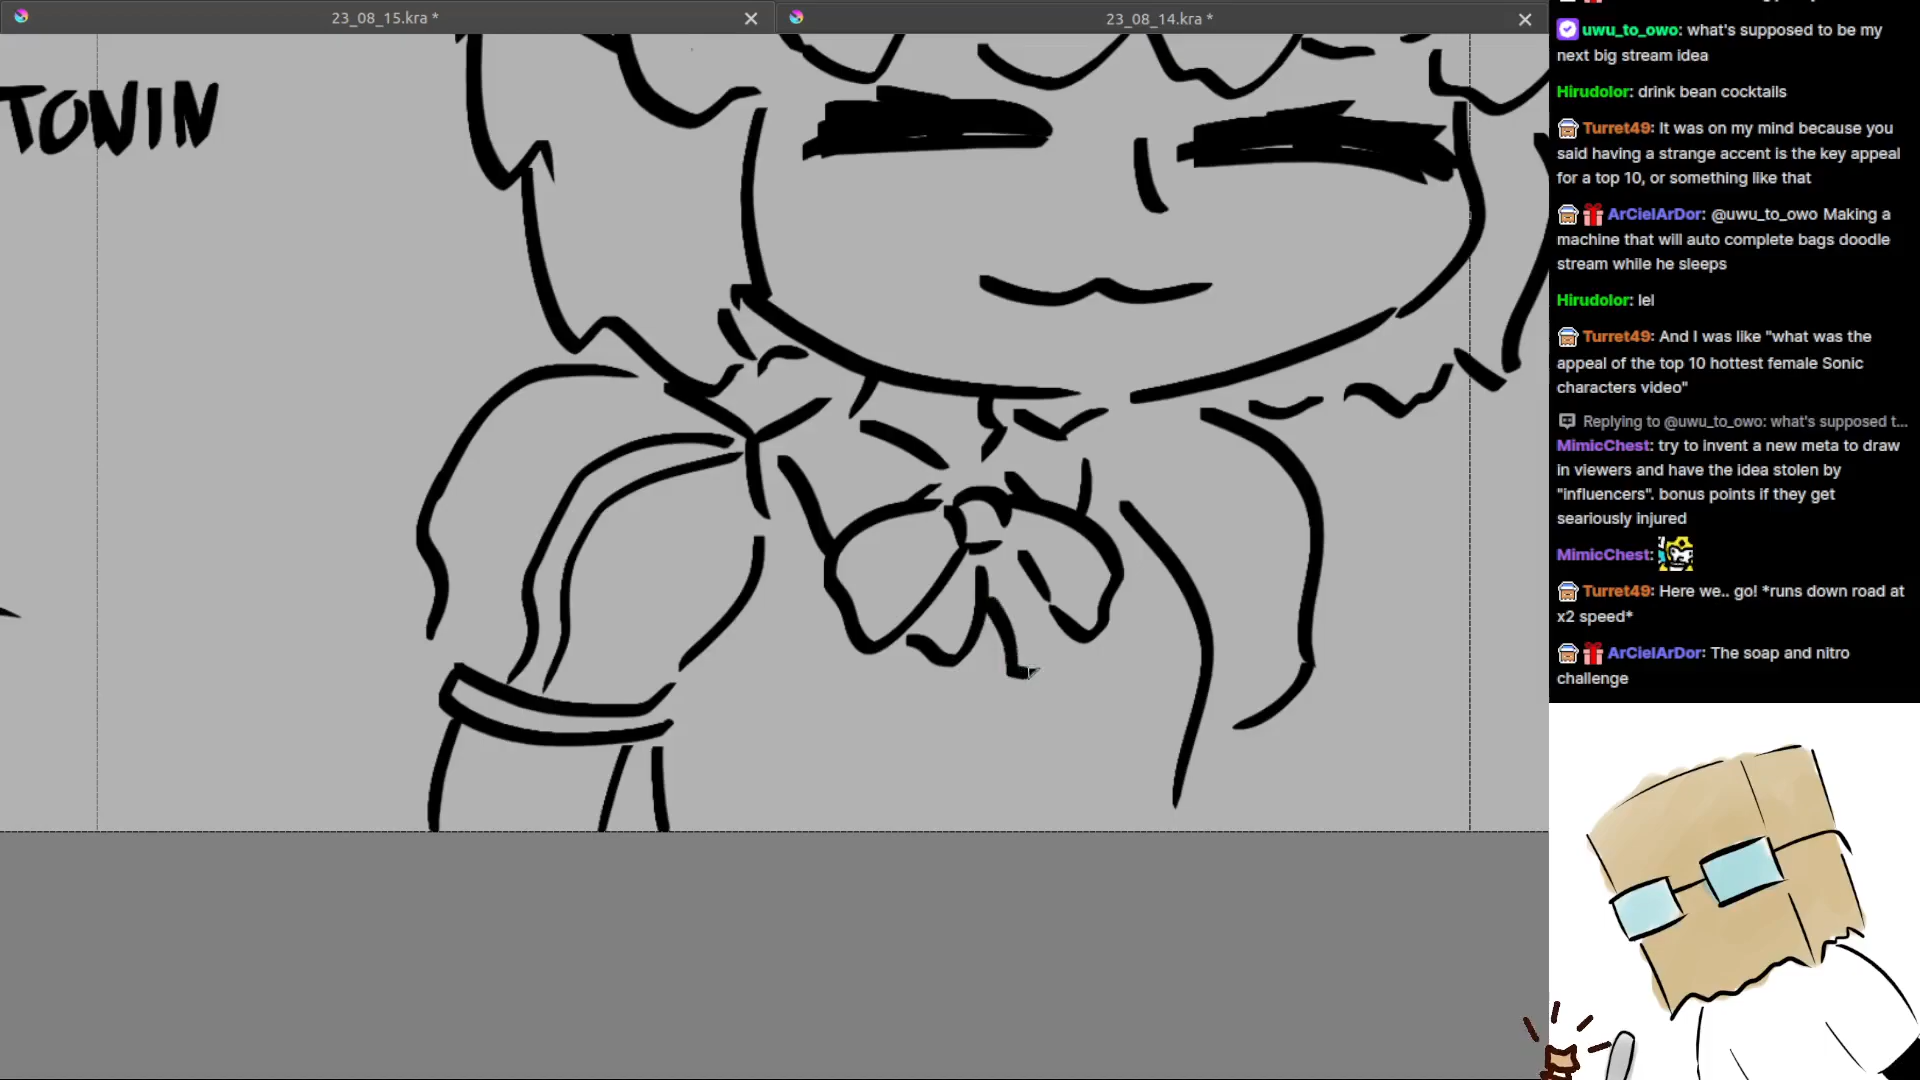 23_08_15.kra *
23_08_14.kra *
TONIN
uwu_to_owo: what's supposed to be my
next big stream idea
Hirudolor: drink bean cocktails
Turret49: It was on my mind because you
said having a strange accent is the key appeal
for a top 10, or something like that
ArCielArDor: @uwu_to_owo Making a
machine that will auto complete bags doodle
stream while he sleeps
Hirudolor: lel
Turret49: And I was like "what was the
appeal of the top 10 hottest female Sonic
characters video"
Replying to @uwu_to_owo: what's supposed t...
MimicChest: try to invent a new meta to draw
in viewers and have the idea stolen by
"influencers". bonus points if they get
seariously injured
MimicChest:
Turret49: Here we.. go! *runs down road at
x2 speed*
ArCielArDor: The soap and nitro
challenge